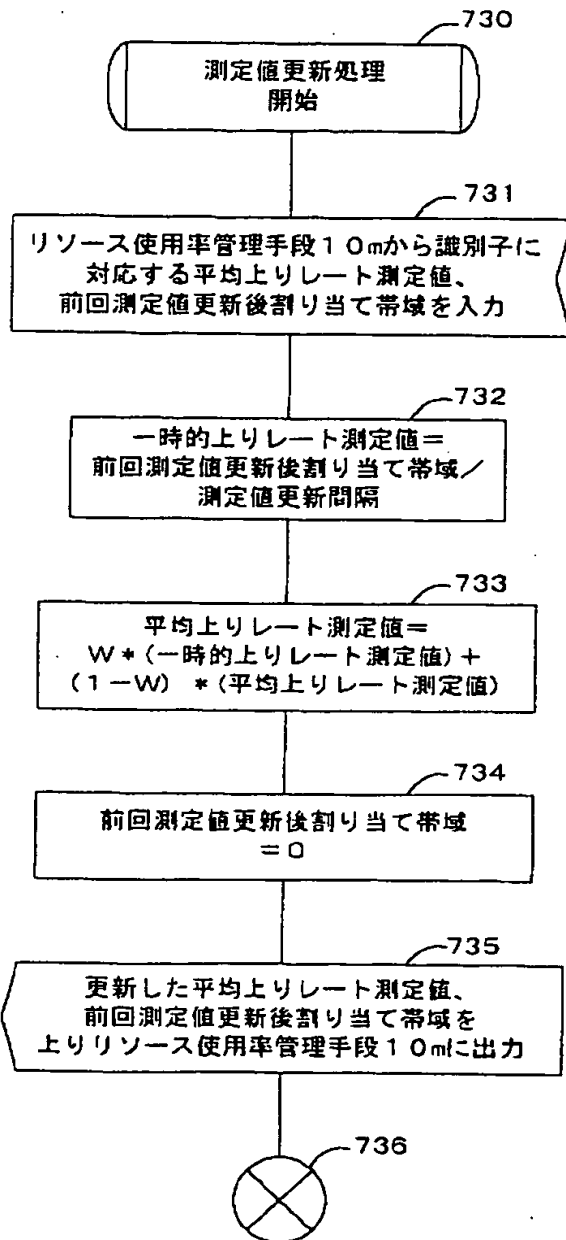 730
測定値更新処理
開始
731
リソース使用率管理手段10mから識別子に
対応する平均上りレート測定値、
前回測定値更新後割り当て帯域を入力
732
一時的上りレート測定値=
前回測定値更新後割り当て帯域/
測定値更新間隔
733
平均上りレート測定値=
W*(一時的上りレート測定値)+
(1-W) *(平均上りレート測定値)
734
前回測定値更新後割り当て帯域
=0
735
更新した平均上りレート測定値、
前回測定値更新後割り当て帯域を
上りリソース使用率管理手段10mに出力
736